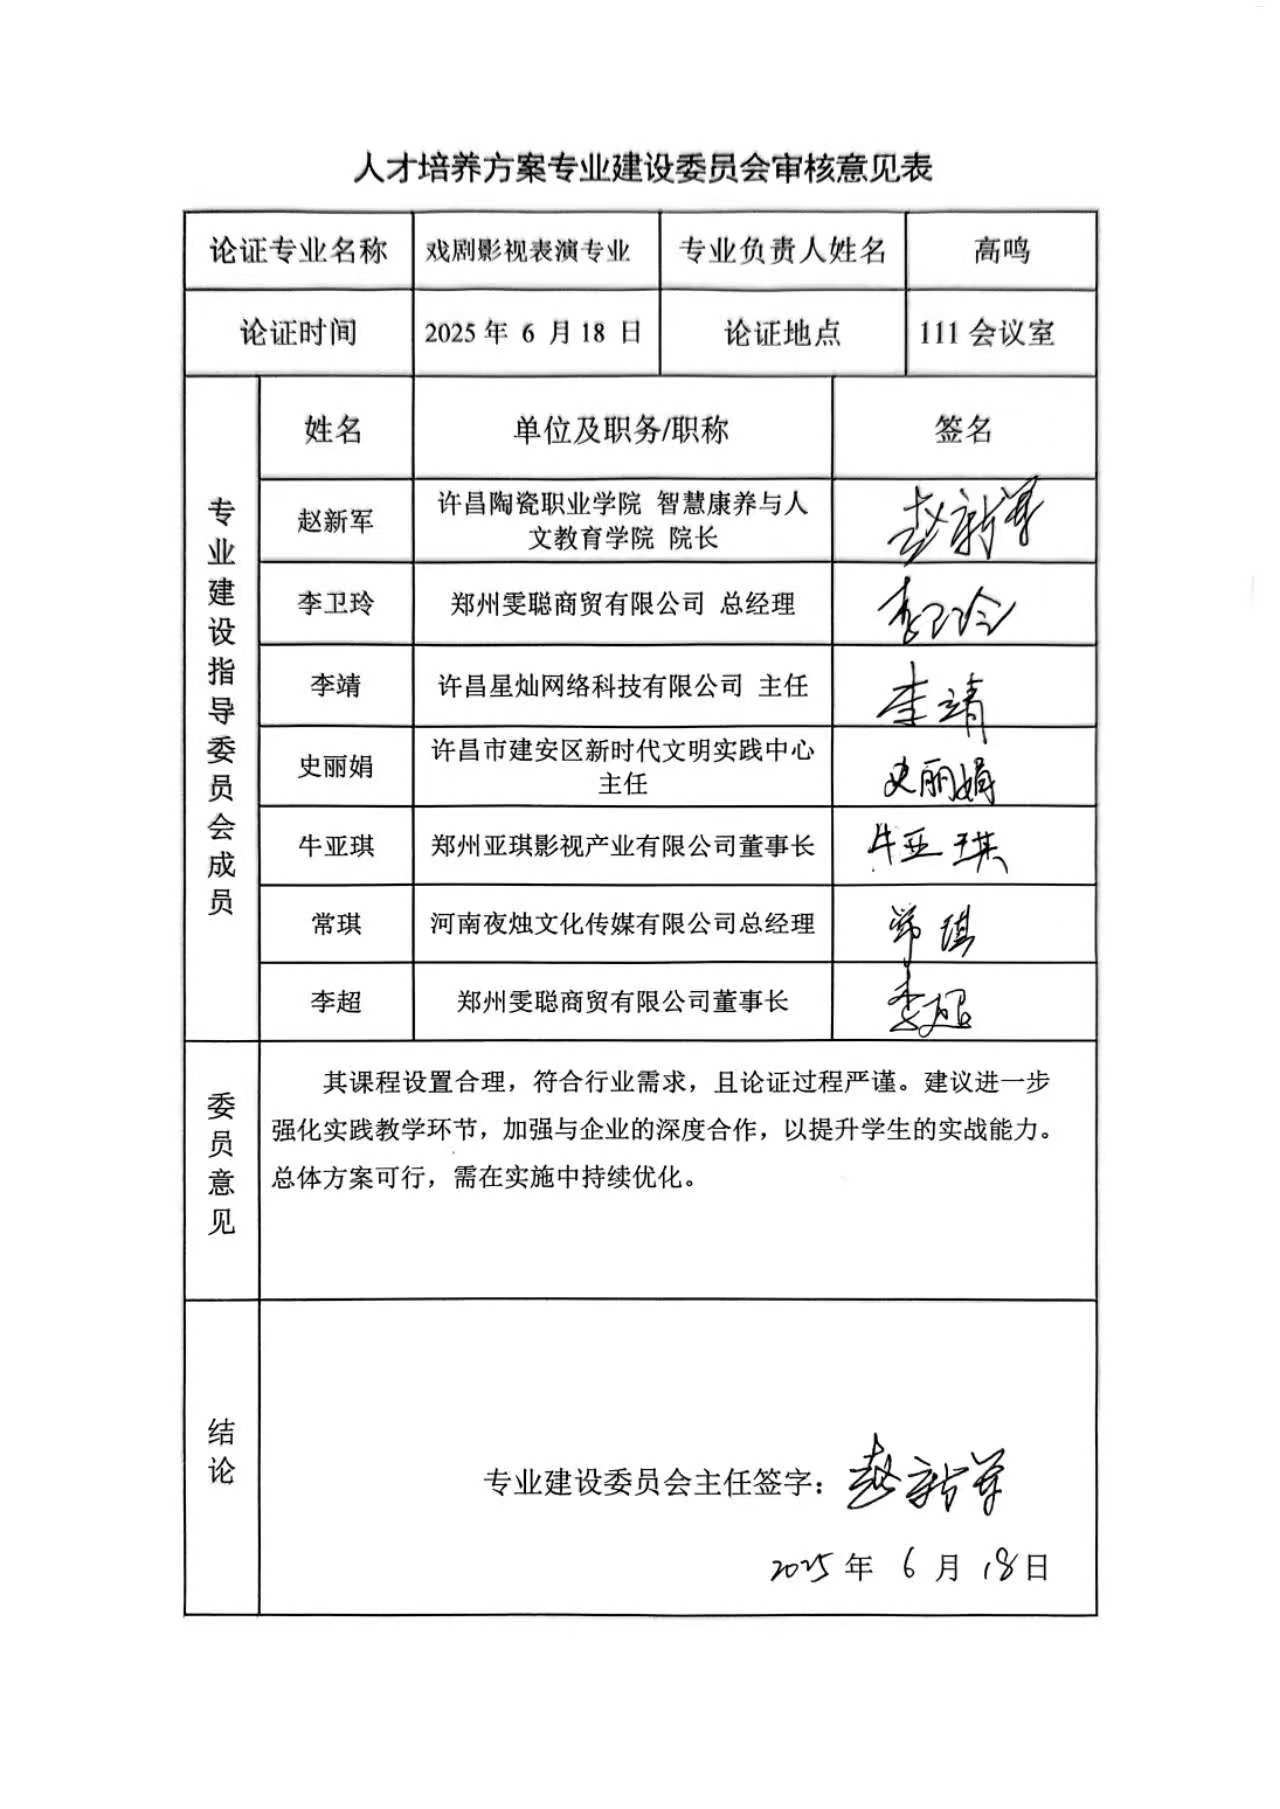 人才培养方案专业建设委员会审核意见表
论证专业名称 戏剧影视表演专业 专业负责人姓名 高鸣
论证时间 2025 年 6 月 18 日 论证地点 111 会议室
专业建设指导委员会成员
姓名 单位及职务/职称 签名
赵新军 许昌陶瓷职业学院 智慧康养与人
文教育学院 院长 赵新军
李卫玲 郑州雯聪商贸有限公司 总经理 李卫玲
李靖 许昌星灿网络科技有限公司 主任 李靖
史丽娟 许昌市建安区新时代文明实践中心
主任 史丽娟
牛亚琪 郑州亚琪影视产业有限公司董事长 牛亚琪
常琪 河南夜烛文化传媒有限公司总经理 常琪
李超 郑州雯聪商贸有限公司董事长 李超
委员意见
其课程设置合理，符合行业需求，且论证过程严谨。建议进一步
强化实践教学环节，加强与企业的深度合作，以提升学生的实战能力。
总体方案可行，需在实施中持续优化。
结论
专业建设委员会主任签字：赵新军
2025 年 6 月 18 日